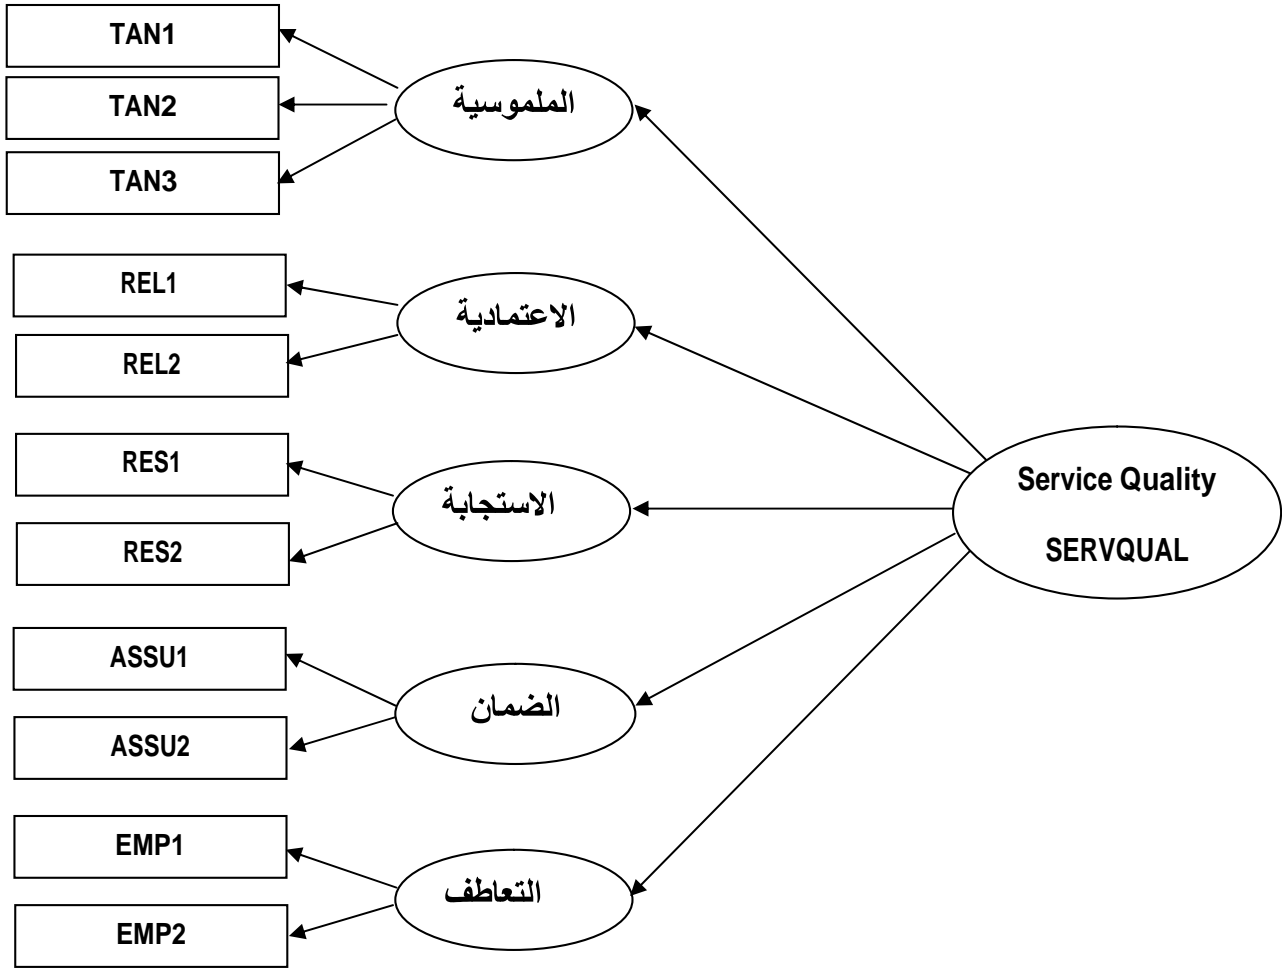 TAN1
TAN2
TAN3
الملموسية
REL1
REL2
الاعتمادية
RES1
RES2
الاستجابة
ASSU1
ASSU2
الضمان
EMP1
EMP2
التعاطف
Service Quality
SERVQUAL